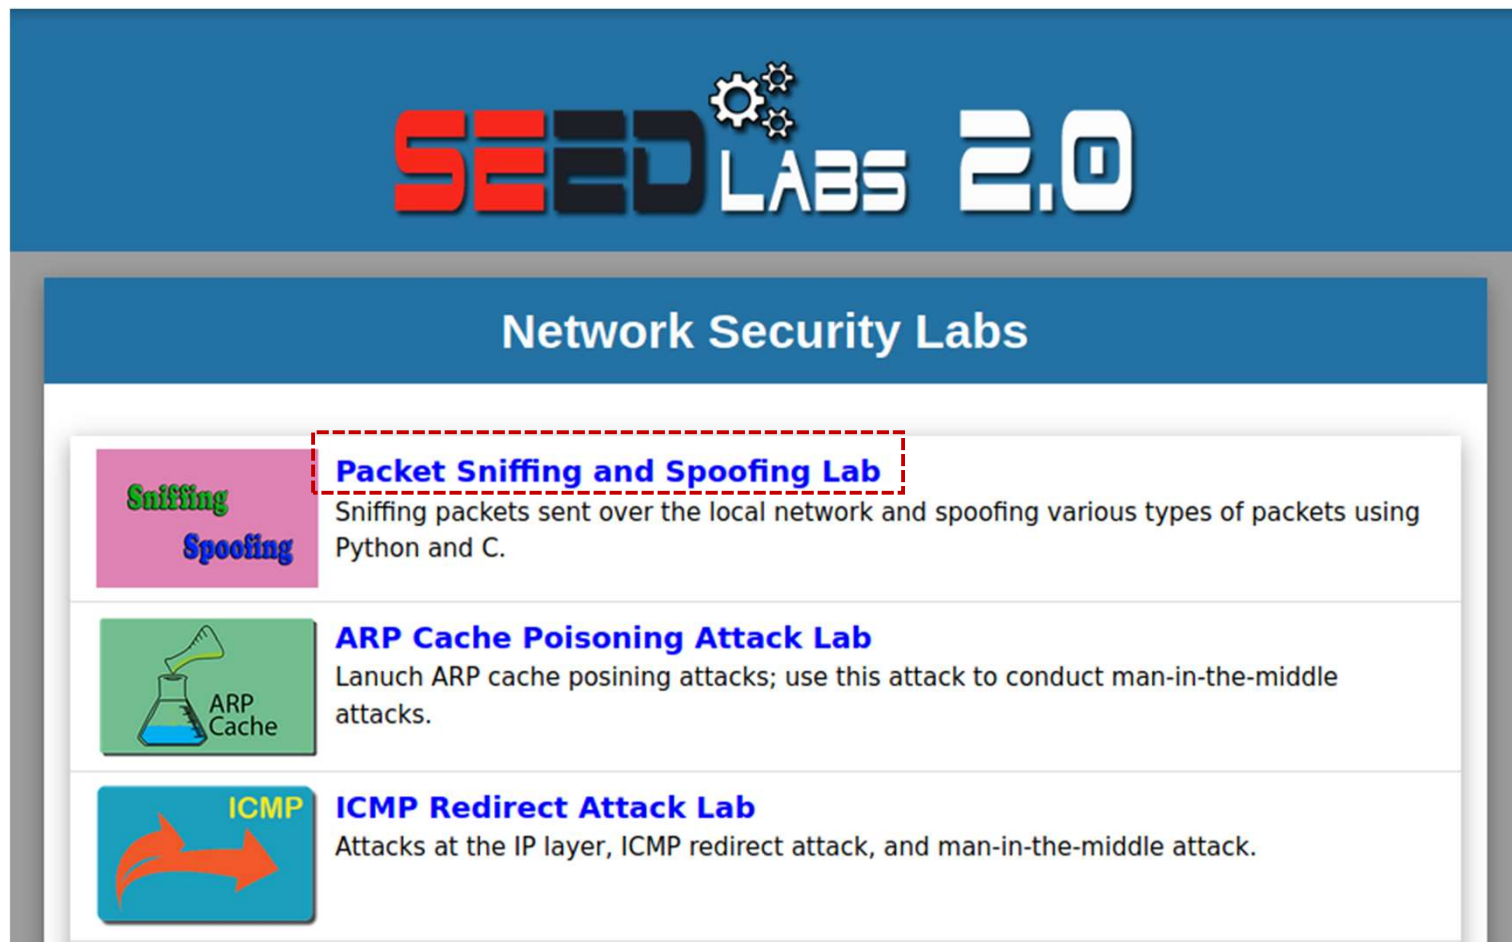 SEED LABS 2.0
Network Security Labs
Sniffing
Spoofing
Packet Sniffing and Spoofing Lab
Sniffing packets sent over the local network and spoofing various types of packets using
Python and C.
ARP
Cache
ARP Cache Poisoning Attack Lab
Lanuch ARP cache posining attacks; use this attack to conduct man-in-the-middle
attacks.
ICMP
ICMP Redirect Attack Lab
Attacks at the IP layer, ICMP redirect attack, and man-in-the-middle attack.